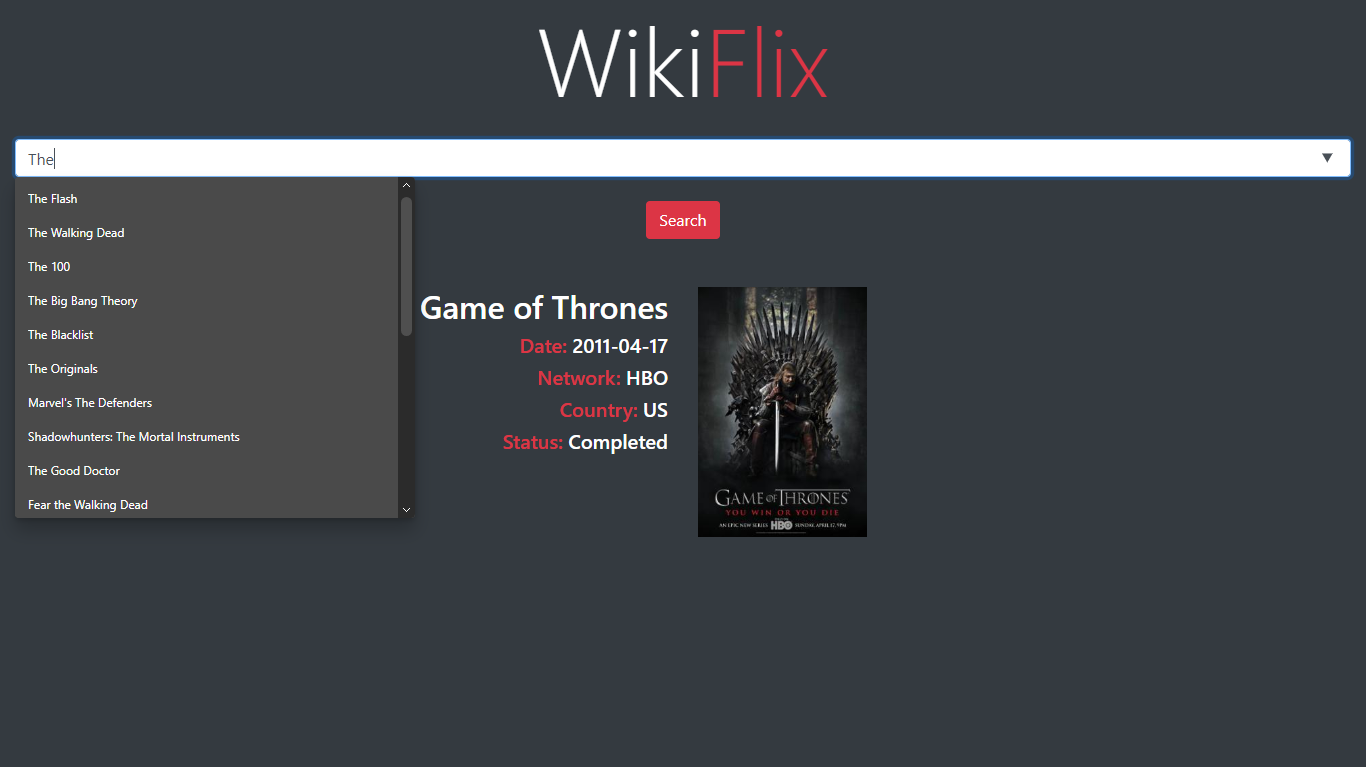 WikiFlix
The
Search
The Flash
The Walking Dead
The 100
The Big Bang Theory
The Blacklist
The Originals
Marvel's The Defenders
Shadowhunters: The Mortal Instruments
The Good Doctor
Fear the Walking Dead
Game of Thrones
Date: 2011-04-17
Network: HBO
Country: US
Status: Completed
GAME OF THRONES
YOU WIN OR YOU DIE
AN EPIC NEW SERIES HBO SUNDAY, APRIL 17, 9PM